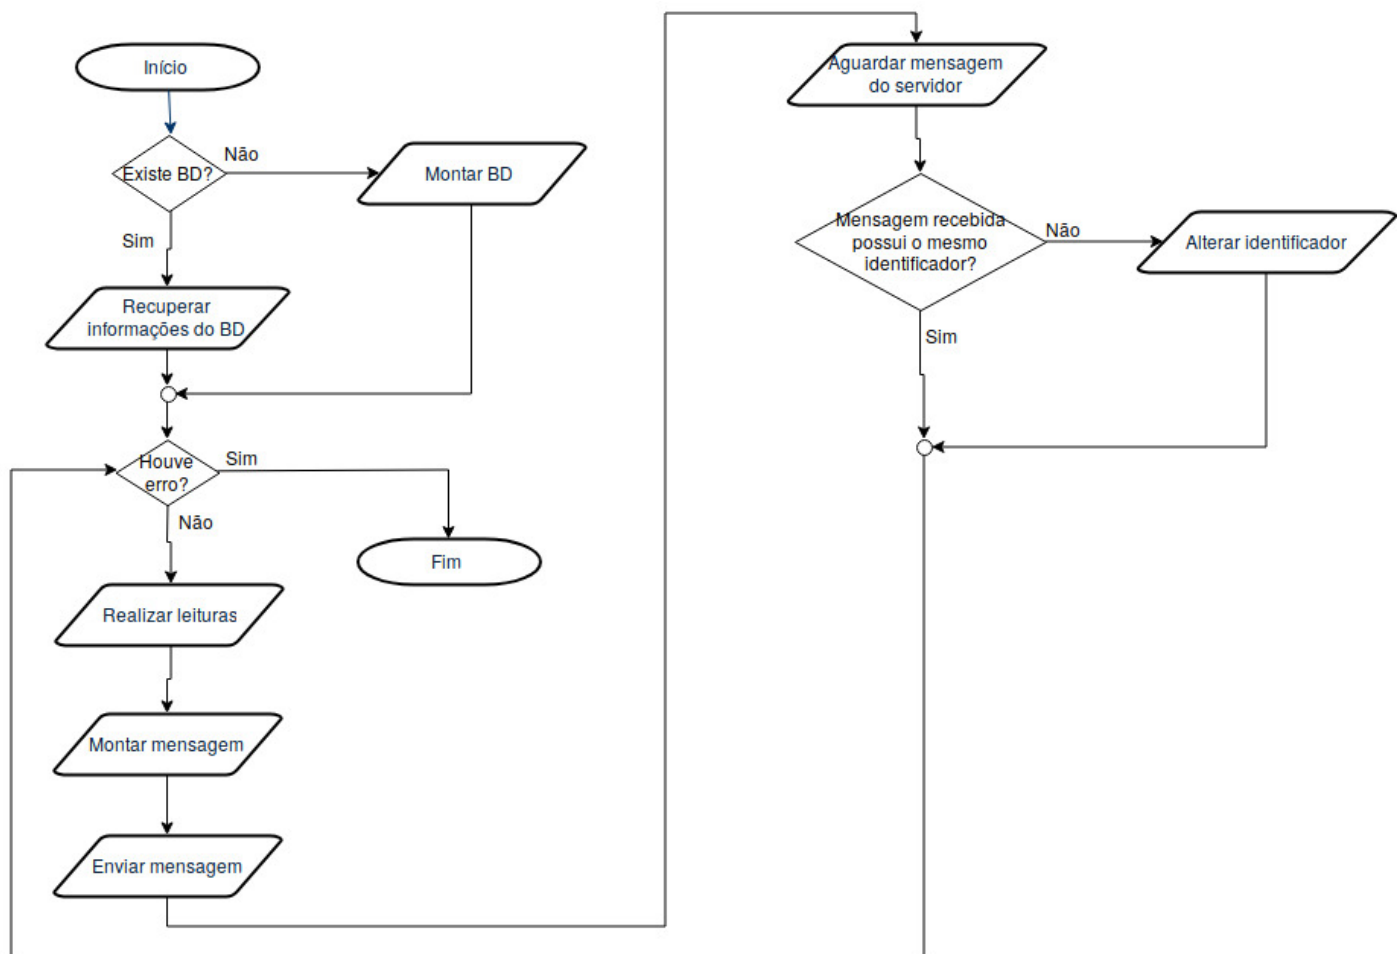 Início
Existe BD?
Não
Montar BD
Sim
Recuperar
informações do BD
Houve
erro?
Sim
Não
Fim
Realizar leituras
Montar mensagem
Enviar mensagem
Aguardar mensagem
do servidor
Mensagem recebida
possui o mesmo
identificador?
Não
Alterar identificador
Sim